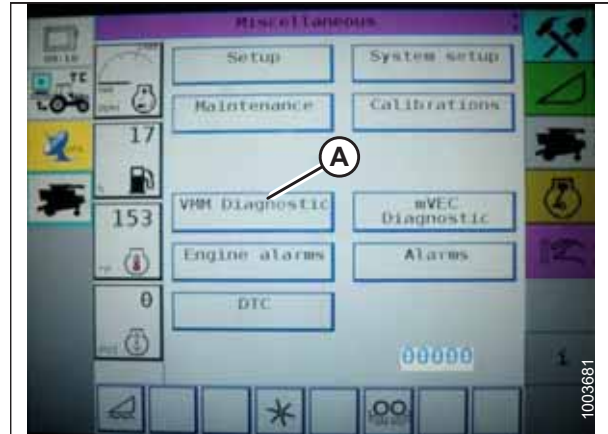 Miscellaneous
TC
Setup
System setup
Maintenance
Calibrations
17
A
VMM Diagnostic
mVEC
Diagnostic
153
Engine alarms
Alarms
0
DTC
00000
1
1003681